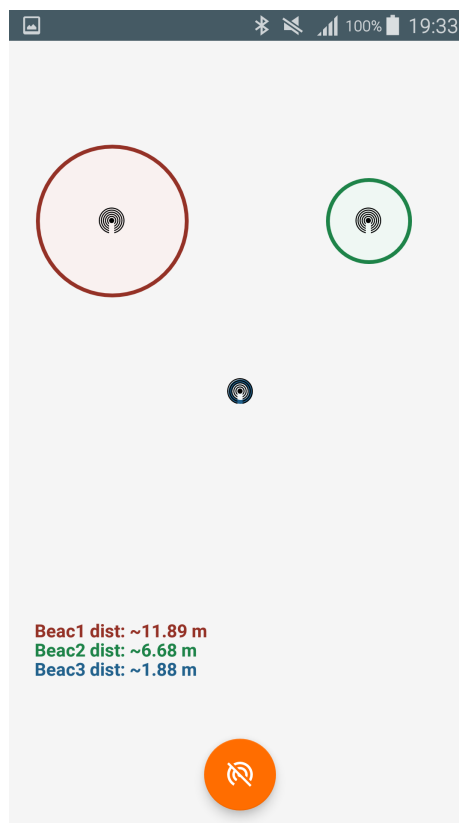 100% 19:33
Beac1 dist: ~11.89 m
Beac2 dist: ~6.68 m
Beac3 dist: ~1.88 m